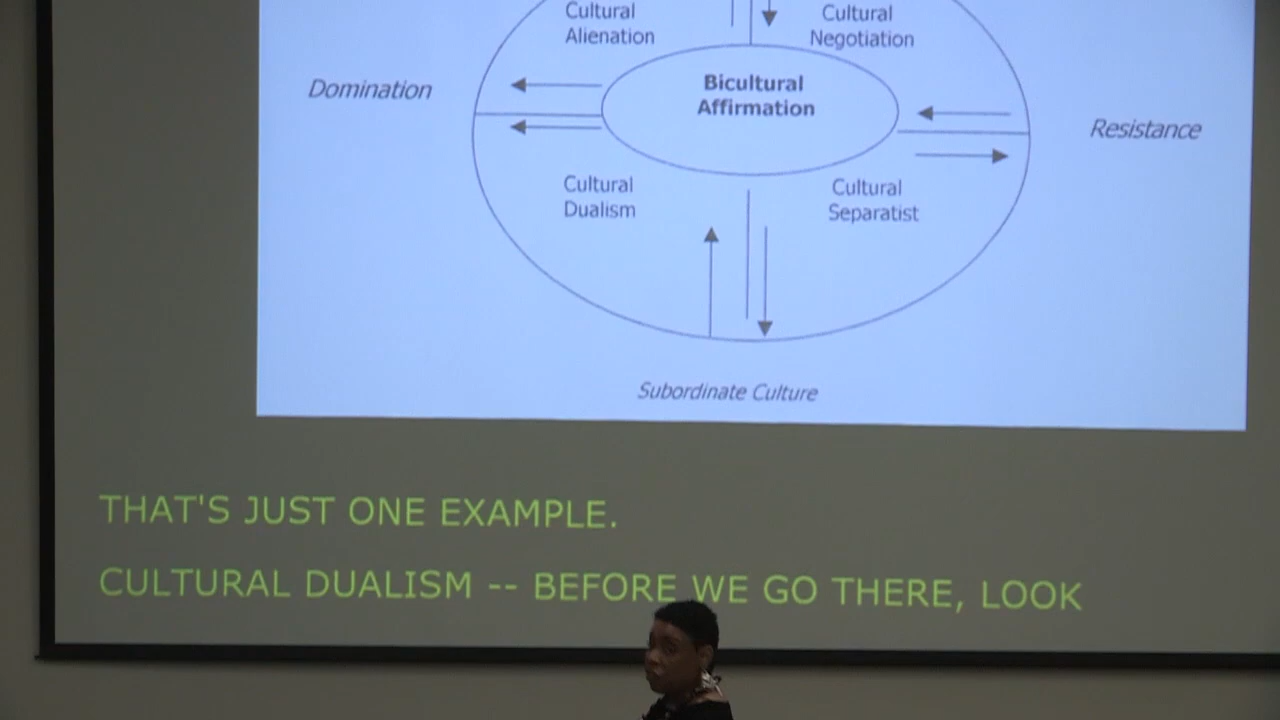 Cultural
Alienation
Cultural
Negotiation
Domination
Bicultural
Affirmation
Resistance
Cultural
Dualism
Cultural
Separatist
Subordinate Culture
THAT'S JUST ONE EXAMPLE.
CULTURAL DUALISM -- BEFORE WE GO THERE, LOOK